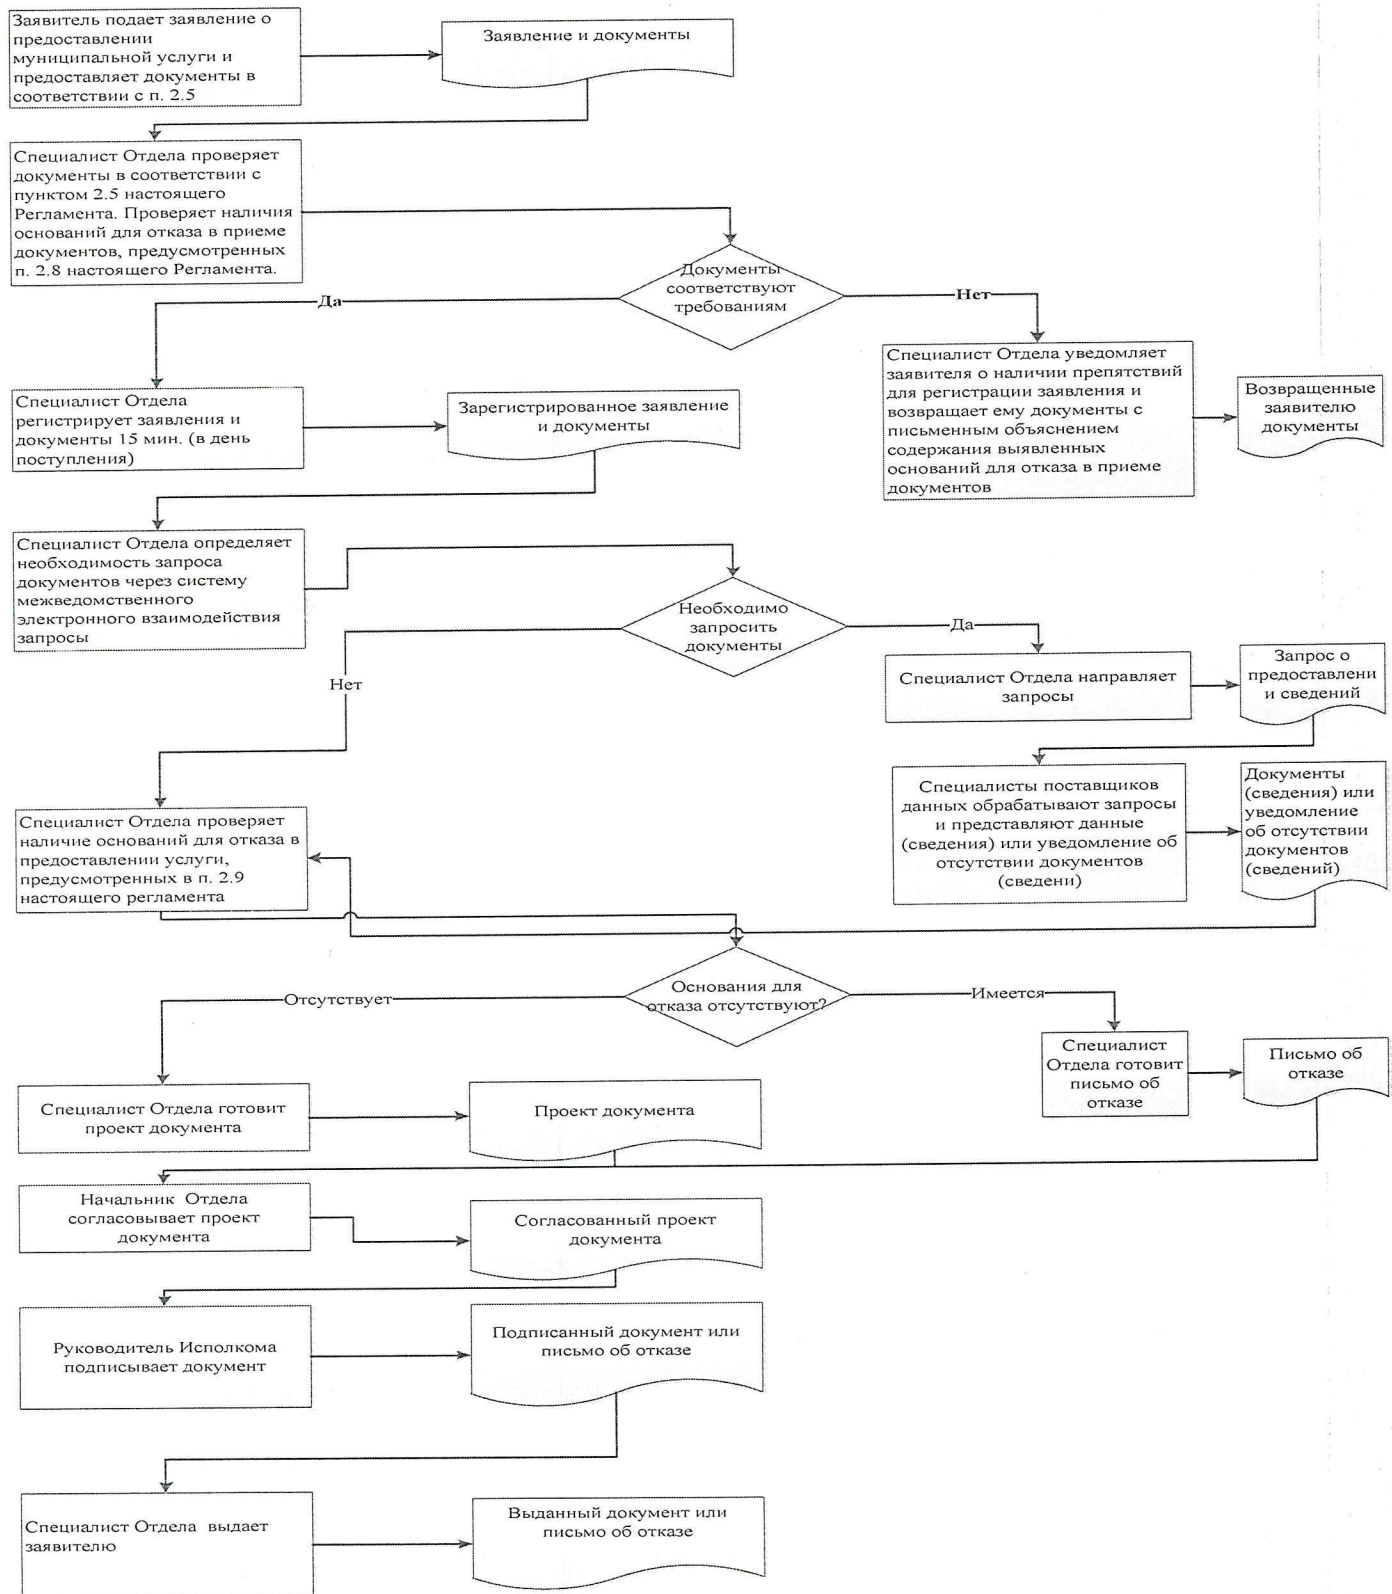 Заявитель подает заявление о
предоставлении
муниципальной услуги и
предоставляет документы в
соответствии с п. 2.5
Заявление и документы
Специалист Отдела проверяет
документы в соответствии с
пунктом 2.5 настоящего
Регламента. Проверяет наличия
оснований для отказа в приеме
документов, предусмотренных
п. 2.8 настоящего Регламента.
Документы
соответствуют
требованиям
Да
Нет
Специалист Отдела
регистрирует заявления и
документы 15 мин. (в день
поступления)
Зарегистрированное заявление
и документы
Специалист Отдела уведомляет
заявителя о наличии препятствий
для регистрации заявления и
возвращает ему документы с
письменным объяснением
содержания выявленных
оснований для отказа в приеме
документов
Возвращенные
заявителю
документы
Специалист Отдела определяет
необходимость запроса
документов через систему
межведомственного
электронного взаимодействия
запросы
Необходимо
запросить
документы
Да
Нет
Специалист Отдела направляет
запросы
Запрос о
предоставлени
и сведений
Специалисты поставщиков
данных обрабатывают запросы
и представляют данные
(сведения) или уведомление об
отсутствии документов
(сведени)
Документы
(сведения) или
уведомление
об отсутствии
документов
(сведений)
Специалист Отдела проверяет
наличие оснований для отказа в
предоставлении услуги,
предусмотренных в п. 2.9
настоящего регламента
Основания для
отказа отсутствуют?
Отсутствует
Имеется
Специалист
Отдела готовит
письмо об
отказе
Письмо об
отказе
Специалист Отдела готовит
проект документа
Проект документа
Начальник Отдела
согласовывает проект
документа
Согласованный проект
документа
Руководитель Исполкома
подписывает документ
Подписанный документ или
письмо об отказе
Специалист Отдела выдает
заявителю
Выданный документ или
письмо об отказе